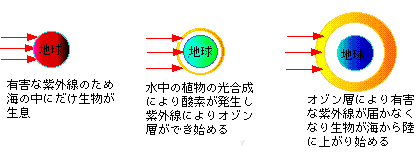 地球
有害な紫外線のため
海の中にだけ生物が
生息
地球
水中の植物の光合成
により酸素が発生し
紫外線によりオゾン
層ができ始める
地球
オゾン層により有害
な紫外線が届かなく
なり生物が海から陸
に上がり始める